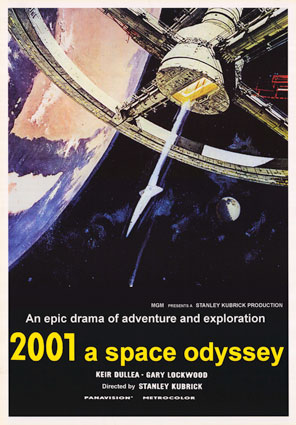 MGM PRESENTS A STANLEY KUBRICK PRODUCTION
An epic drama of adventure and exploration
2001 a space odyssey
KEIR DULLEA - GARY LOCKWOOD
Directed by STANLEY KUBRICK
PANAVISION® METROCOLOR